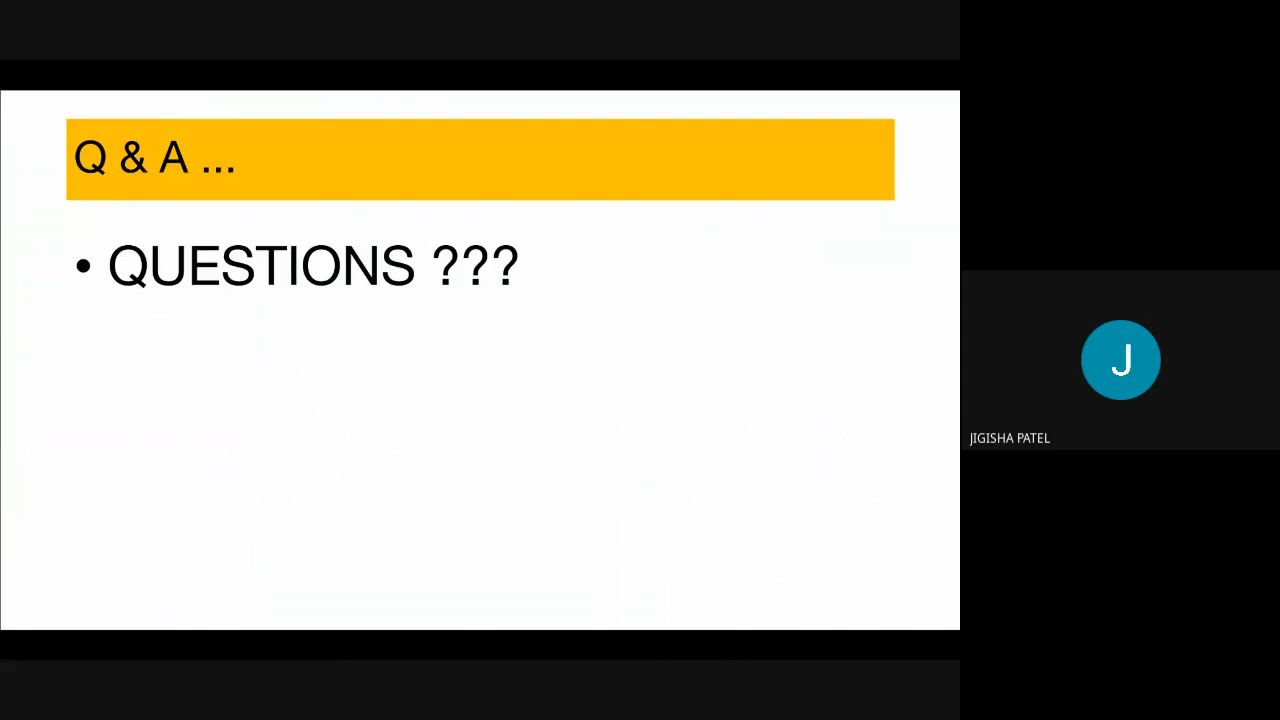 Q & A ...
• QUESTIONS ???
J
JIGISHA PATEL